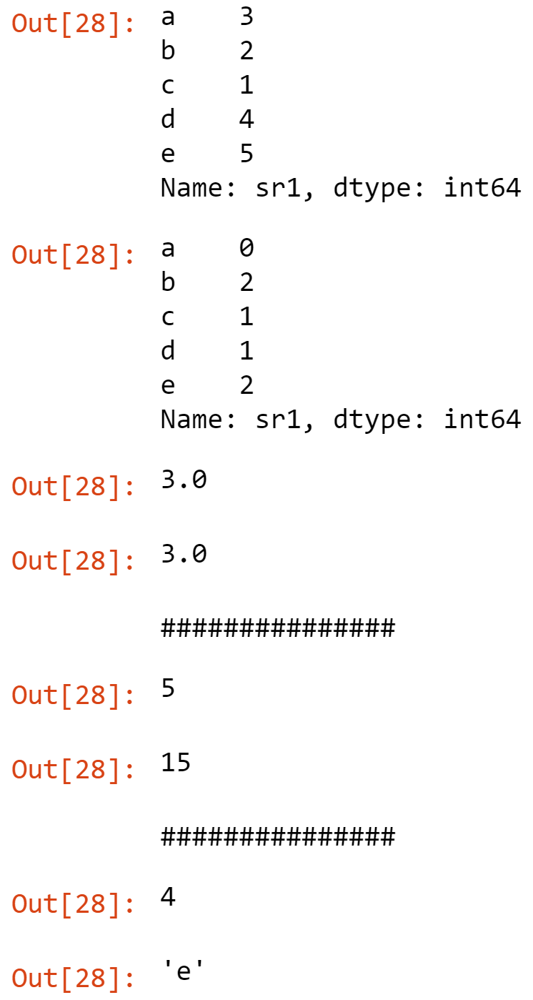 Out[28]: a    3
b    2
c    1
d    4
e    5
Name: sr1, dtype: int64
Out[28]: a    0
b    2
c    1
d    1
e    2
Name: sr1, dtype: int64
Out[28]: 3.0
Out[28]: 3.0
###############
Out[28]: 5
Out[28]: 15
###############
Out[28]: 4
Out[28]: 'e'